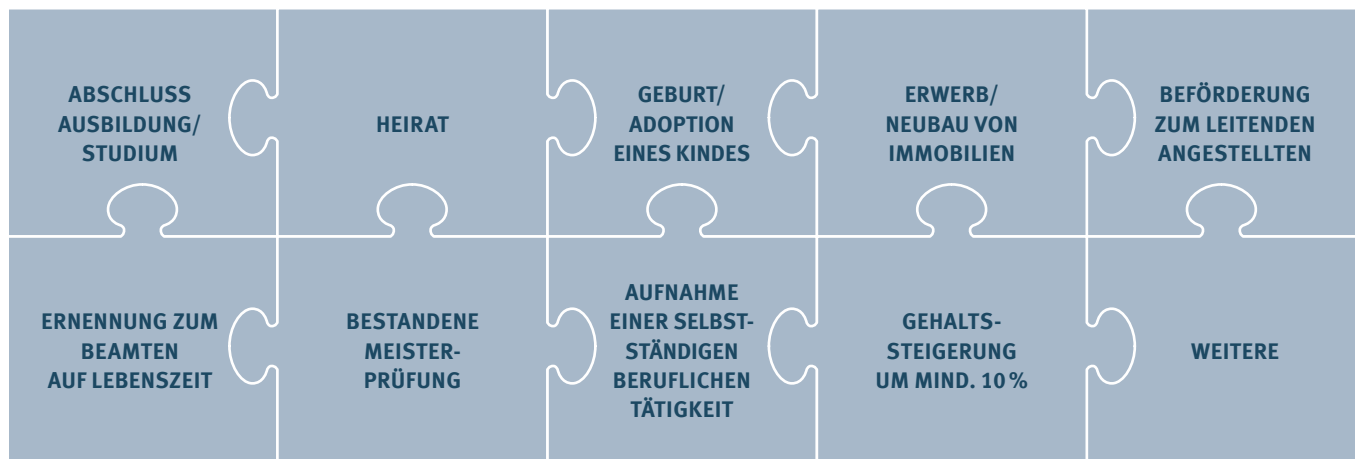 ABSCHLUSS
AUSBILDUNG/
STUDIUM
HEIRAT
GEBURT/
ADOPTION
EINES KINDES
ERWERB/
NEUBAU VON
IMMOBILIEN
BEFÖRDERUNG
ZUM LEITENDEN
ANGESTELLTEN
ERNENNUNG ZUM
BEAMTEN
AUF LEBENSZEIT
BESTANDENE
MEISTER-
PRÜFUNG
AUFNAHME
EINER SELBST-
STÄNDIGEN
BERUFLICHEN
TÄTIGKEIT
GEHALTS-
STEIGERUNG
UM MIND. 10 %
WEITERE